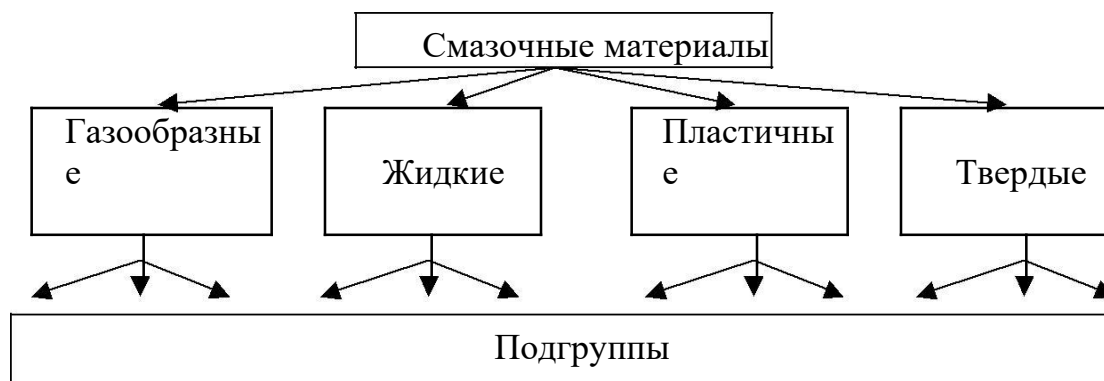 Смазочные материалы
Газообразны
е
Жидкие
Пластичны
е
Твердые
Подгруппы